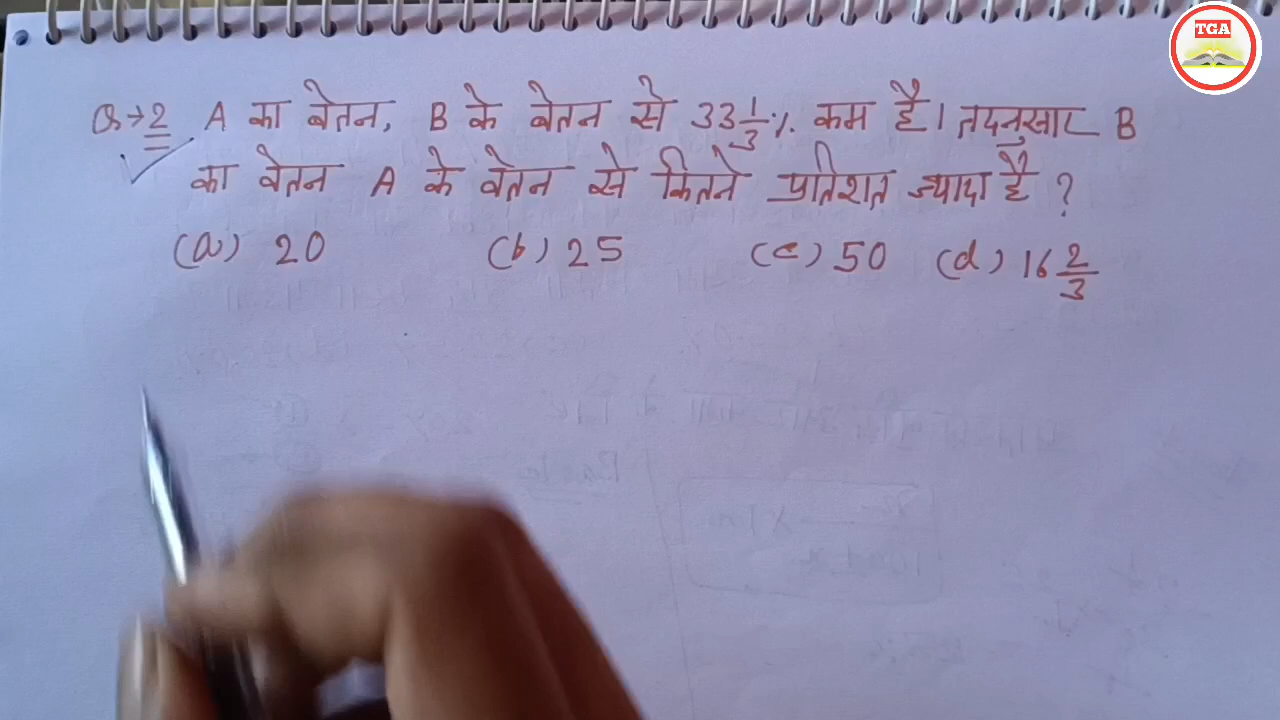 TGA
Q→2 A का वेतन, B के वेतन से 33 1/3 % कम है। तदनुसार B
का वेतन A के वेतन से कितने प्रतिशत ज्यादा है ?
(a) 20 (b) 25 (c) 50 (d) 16 2/3